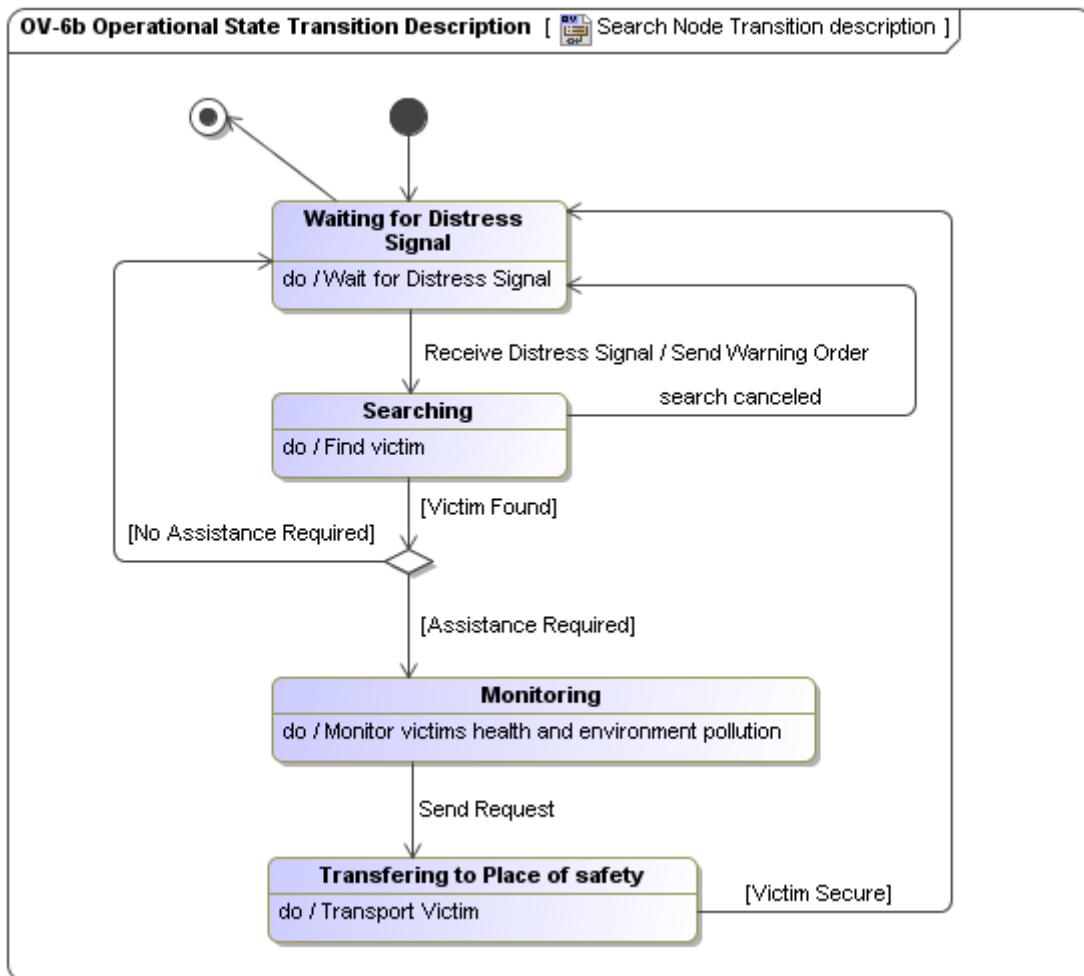 OV-6b Operational State Transition Description [ Search Node Transition description ]
Waiting for Distress
Signal
do / Wait for Distress Signal
Receive Distress Signal / Send Warning Order
search canceled
Searching
do / Find victim
[Victim Found]
[No Assistance Required]
[Assistance Required]
Monitoring
do / Monitor victims health and environment pollution
Send Request
Transfering to Place of safety
do / Transport Victim
[Victim Secure]